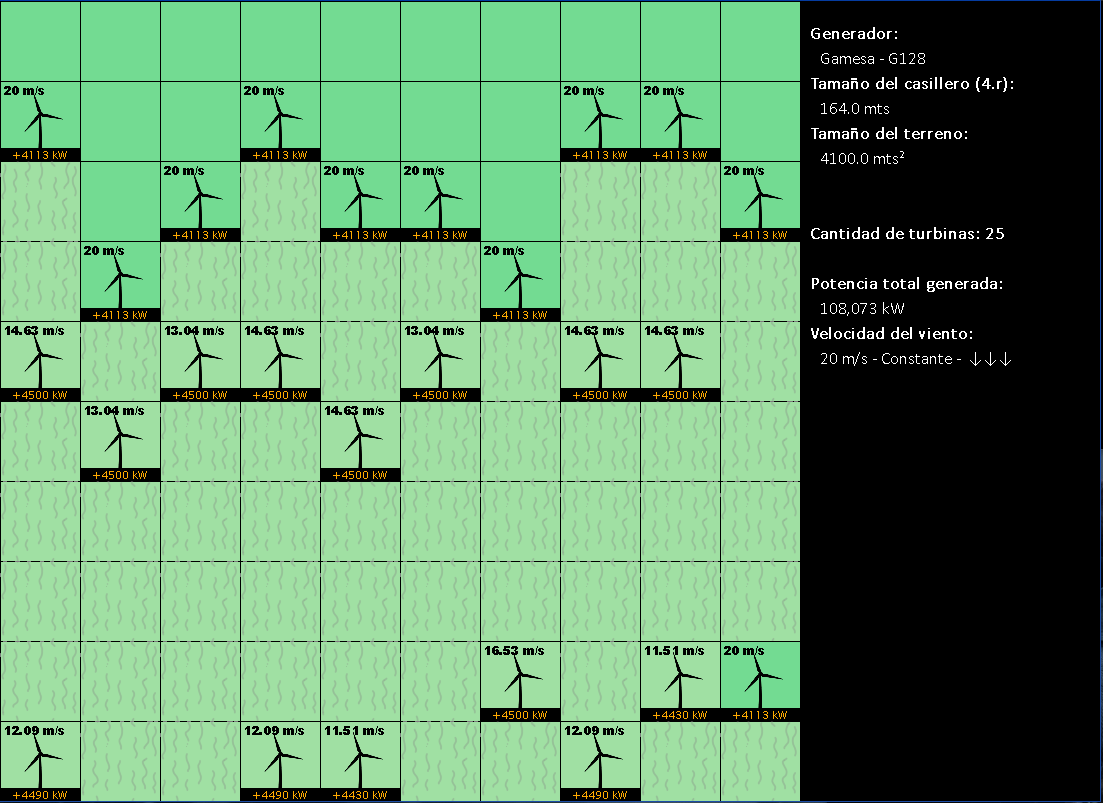 Generador:
Gamesa - G128
Tamaño del casillero (4.r):
164.0 mts
Tamaño del terreno:
4100.0 mts²
Cantidad de turbinas: 25
Potencia total generada:
108,073 kW
Velocidad del viento:
20 m/s - Constante - ↓↓↓
20 m/s 20 m/s 20 m/s 20 m/s
+4113 kW +4113 kW +4113 kW +4113 kW
20 m/s 20 m/s 20 m/s 20 m/s
+4113 kW +4113 kW +4113 kW +4113 kW
20 m/s 20 m/s
+4113 kW +4113 kW
14.63 m/s 13.04 m/s 14.63 m/s 13.04 m/s 14.63 m/s 14.63 m/s
+4500 kW +4500 kW +4500 kW +4500 kW +4500 kW +4500 kW
13.04 m/s 14.63 m/s
+4500 kW +4500 kW
16.53 m/s 11.51 m/s 20 m/s
+4500 kW +4430 kW +4113 kW
12.09 m/s 12.09 m/s 11.51 m/s 12.09 m/s
+4490 kW +4490 kW +4430 kW +4490 kW